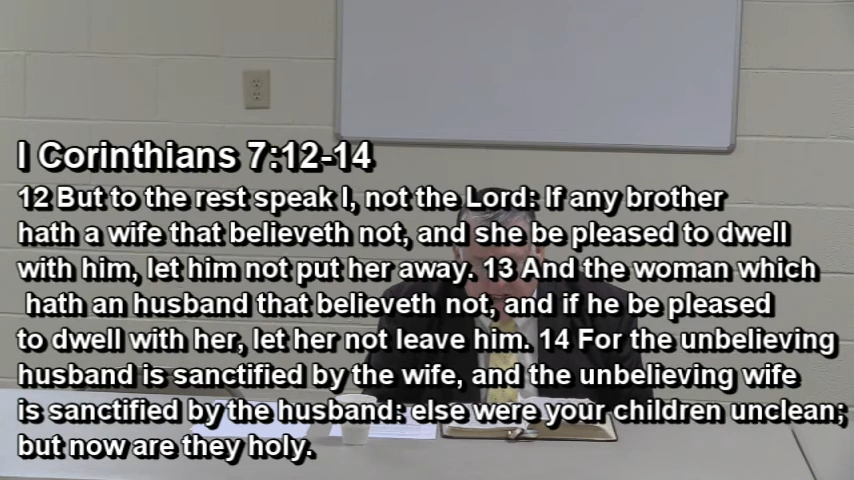 I Corinthians 7:12-14
12 But to the rest speak I, not the Lord: If any brother
hath a wife that believeth not, and she be pleased to dwell
with him, let him not put her away. 13 And the woman which
hath an husband that believeth not, and if he be pleased
to dwell with her, let her not leave him. 14 For the unbelieving
husband is sanctified by the wife, and the unbelieving wife
is sanctified by the husband: else were your children unclean;
but now are they holy.